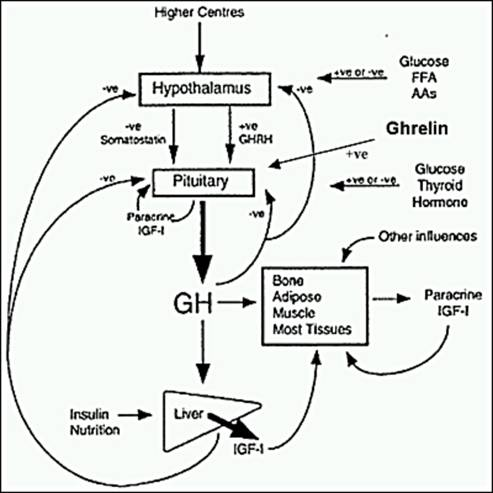 Higher Centres
-ve
Hypothalamus
-ve
+ve or -ve
Glucose
FFA
AAs
-ve
Somatostatin
+ve
GHRH
Ghrelin
+ve
-ve
Pituitary
+ve or -ve
Glucose
Thyroid
Hormone
Paracrine
IGF-I
-ve
Other influences
GH
Bone
Adipose
Muscle
Most Tissues
Paracrine
IGF-I
Insulin
Nutrition
Liver
IGF-I